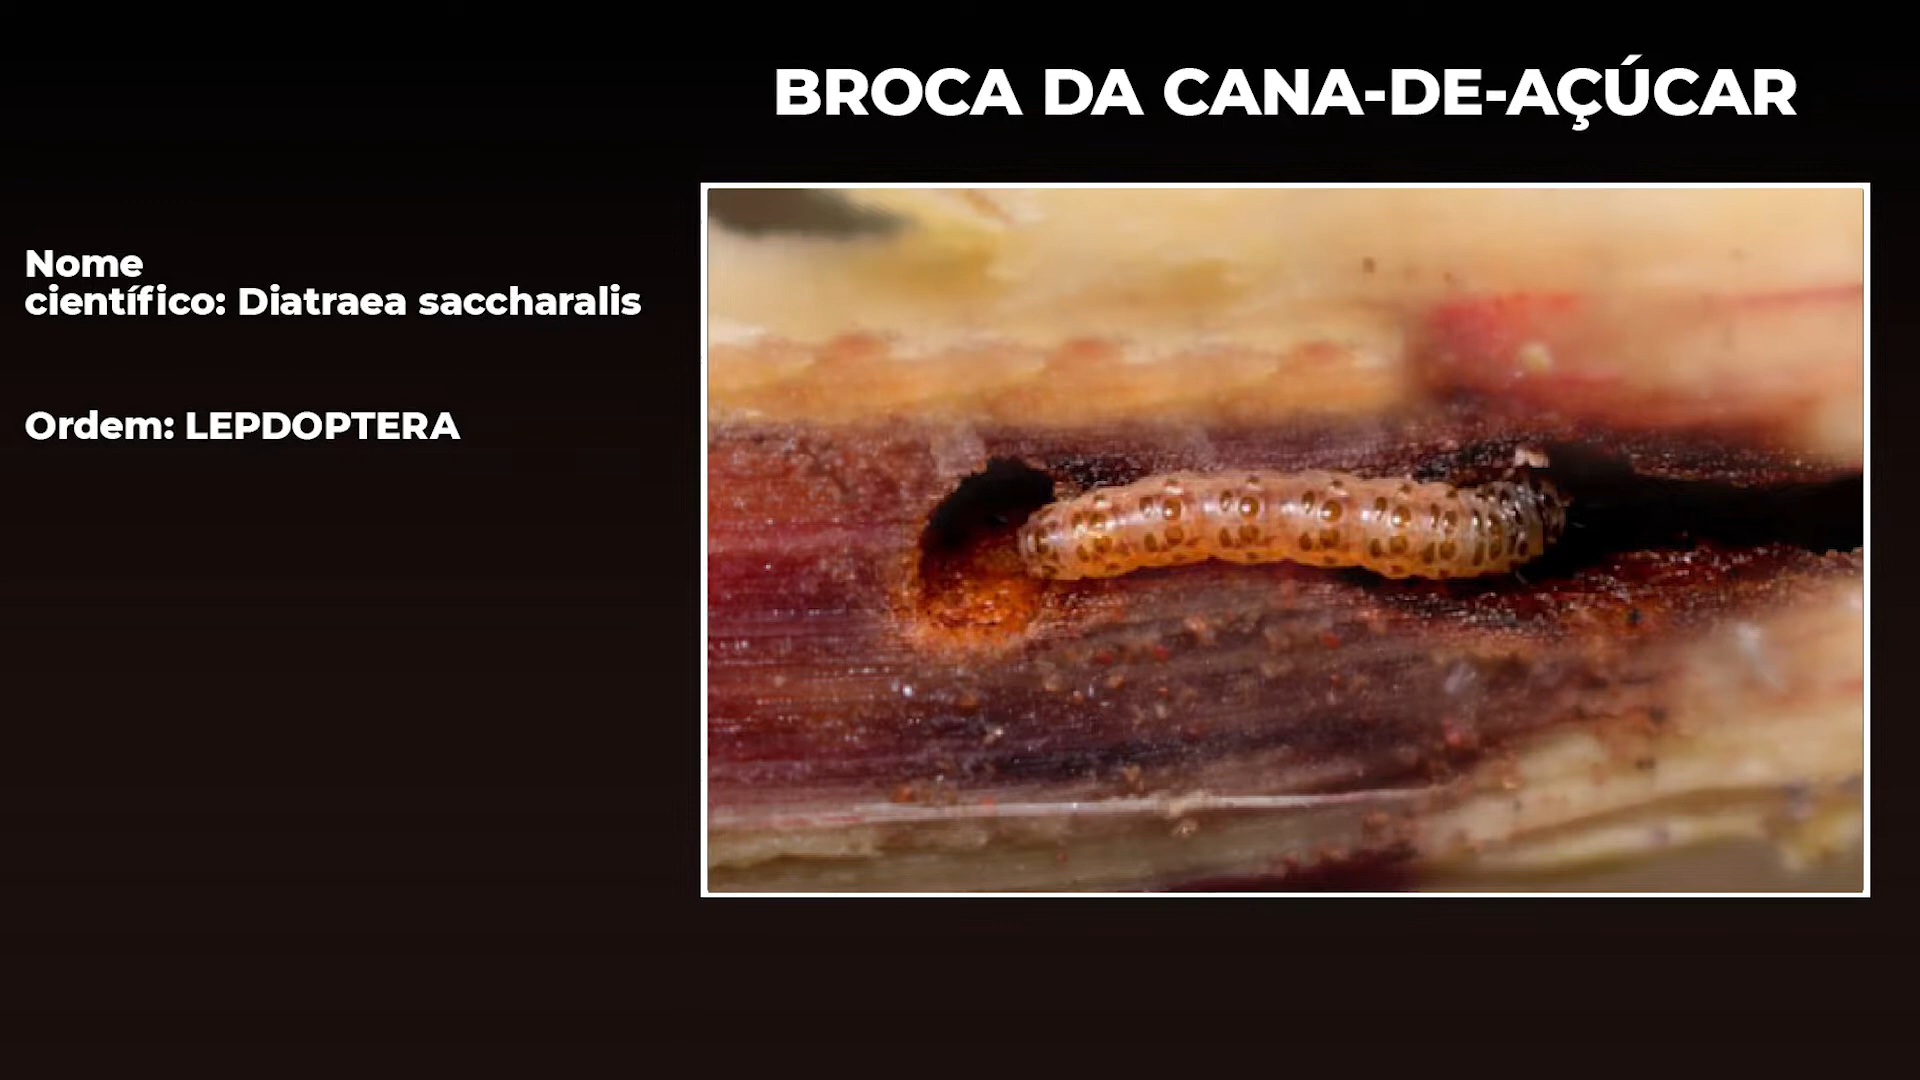 BROCA DA CANA-DE-AÇÚCAR
Nome
científico: Diatraea saccharalis
Ordem: LEPDOPTERA